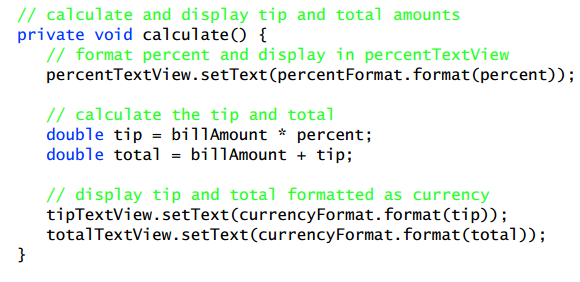 // calculate and display tip and total amounts
private void calculate() {
   // format percent and display in percentTextView
   percentTextView.setText(percentFormat.format(percent));

   // calculate the tip and total
   double tip = billAmount * percent;
   double total = billAmount + tip;

   // display tip and total formatted as currency
   tipTextView.setText(currencyFormat.format(tip));
   totalTextView.setText(currencyFormat.format(total));
}